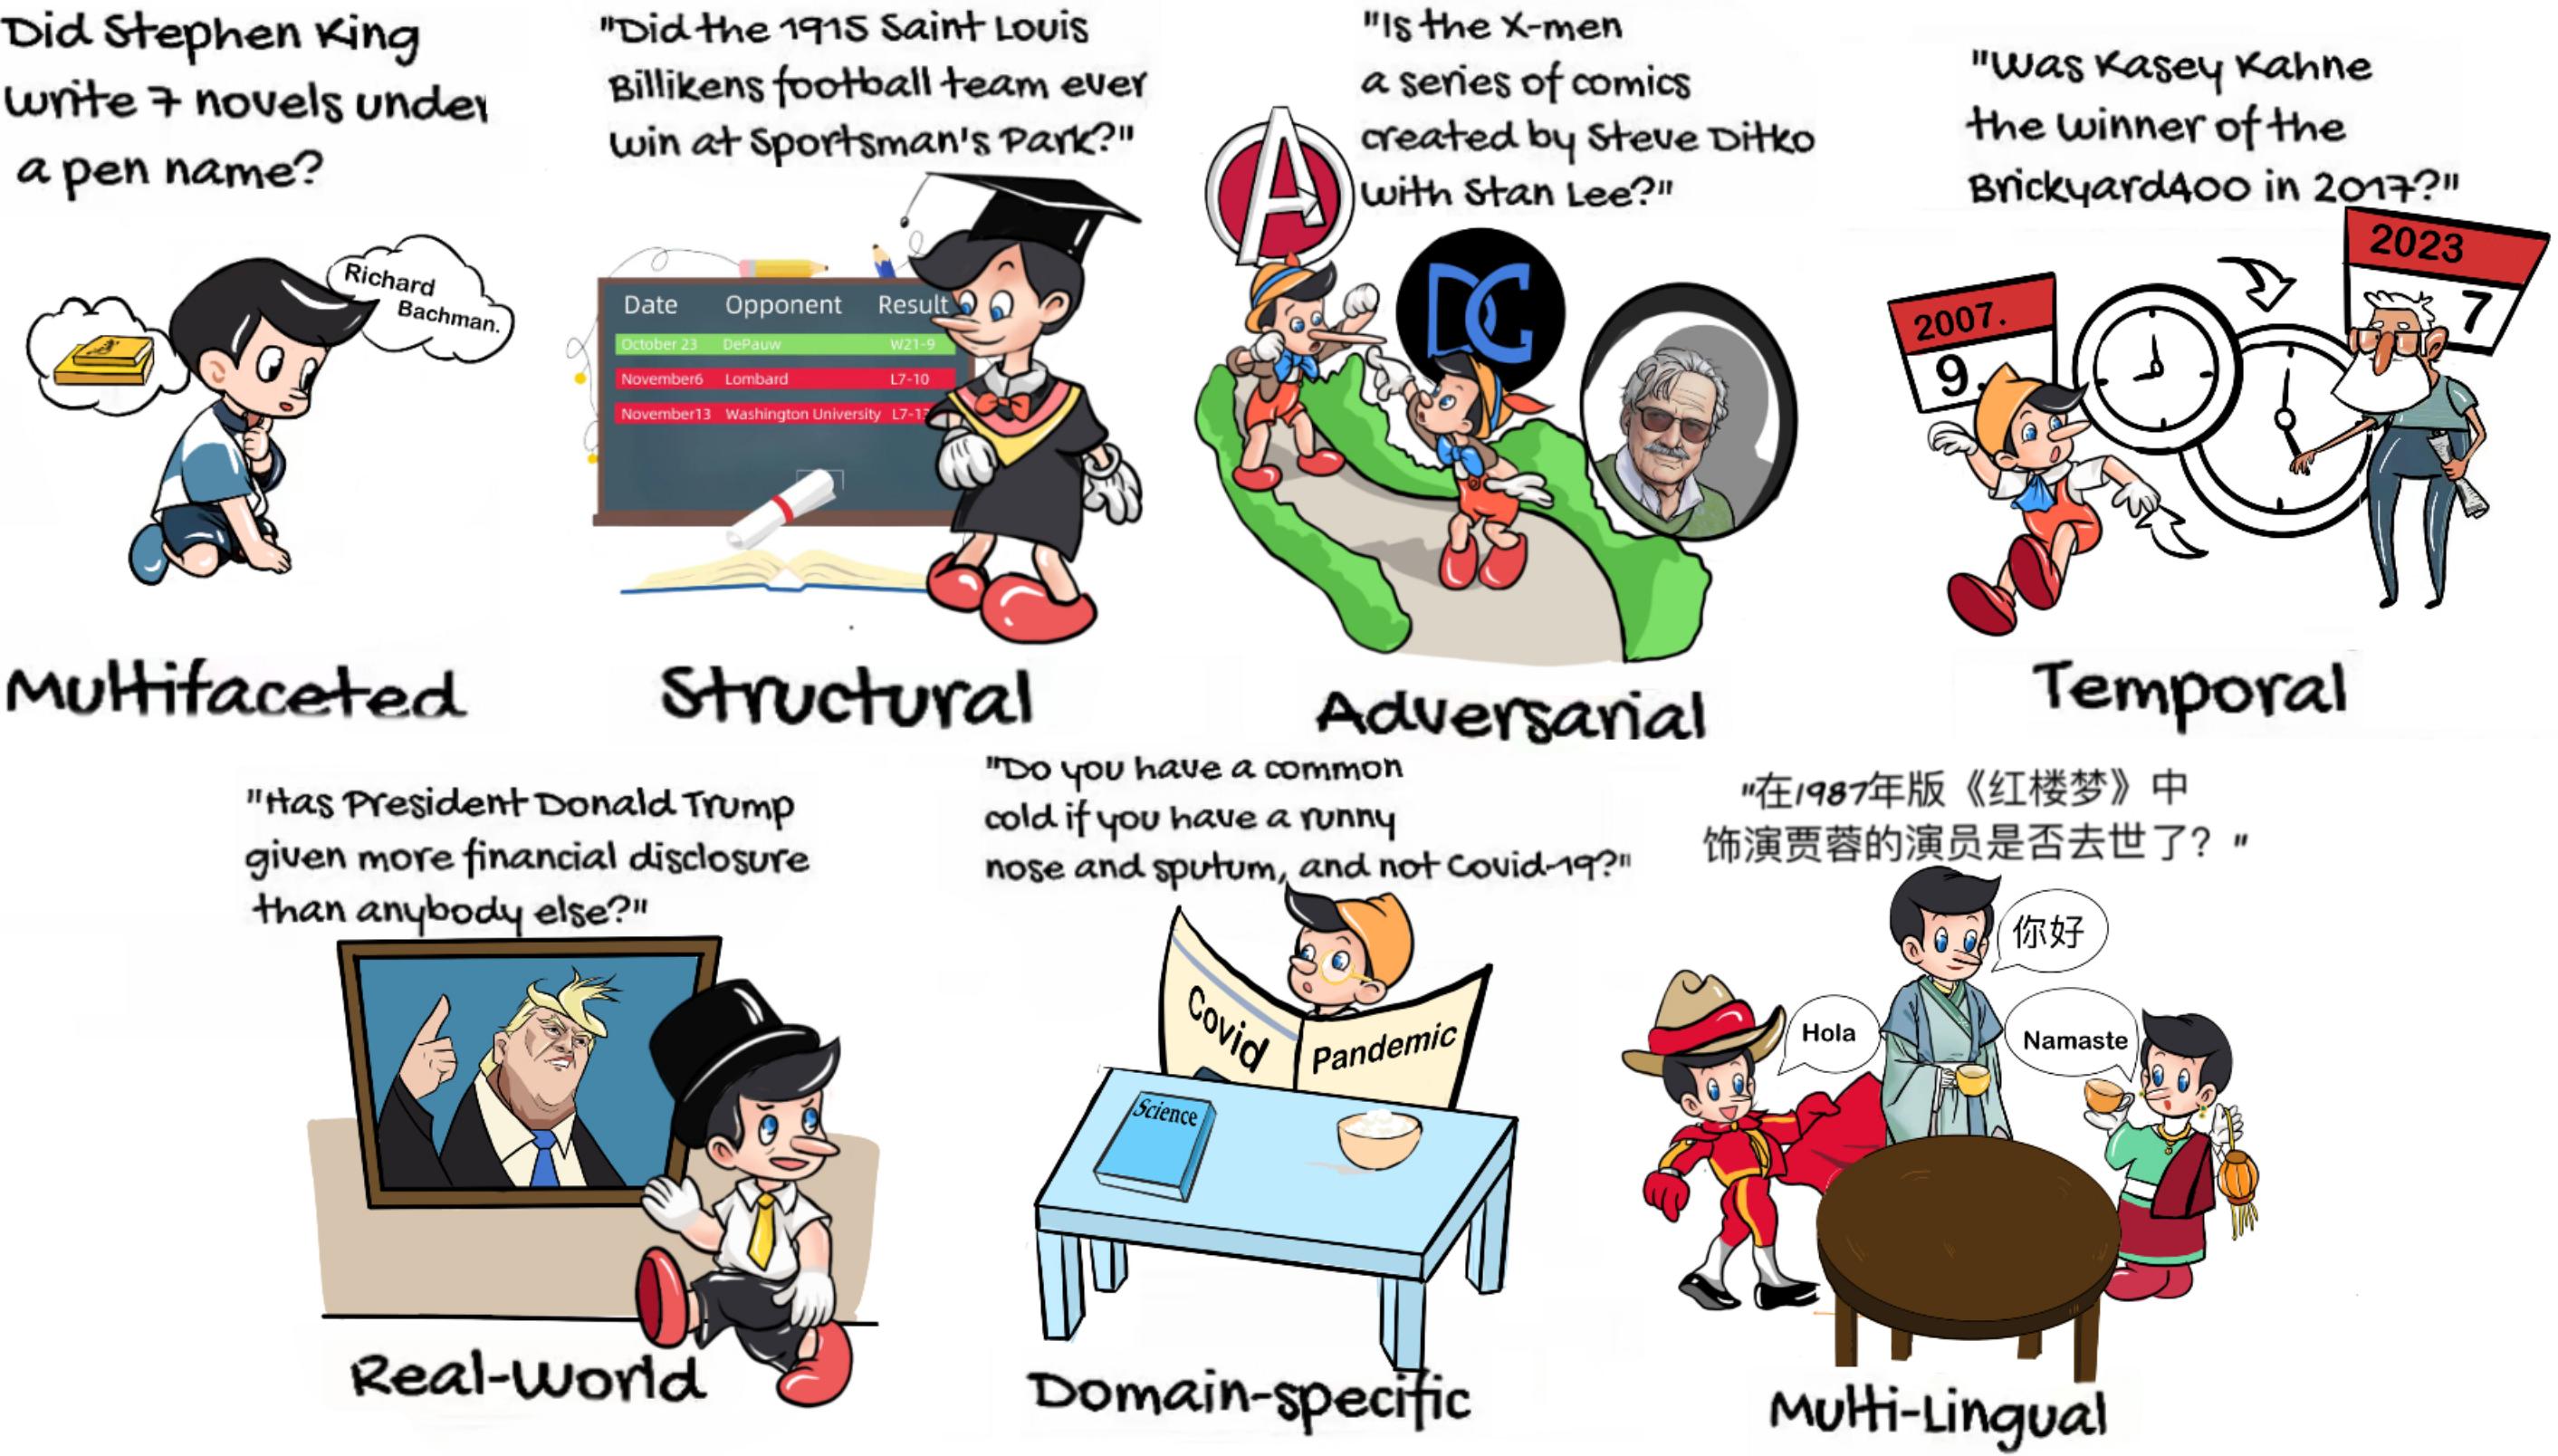 Did Stephen King
write 7 novels under
a pen name?
Richard
Bachman.
Multifaceted
"Did the 1915 Saint Louis
Billikens football team ever
win at Sportsman's Park?"
Date Opponent Result
October 23 DePauw W21-9
November6 Lombard L7-10
November13 Washington University L7-13
Structural
"Is the X-men
a series of comics
created by Steve Ditko
with Stan Lee?"
A
DC
Adversarial
"Was Kasey Kahne
the winner of the
Brickyard400 in 2017?"
2007.
9.
2023
7
Temporal
"Has President Donald Trump
given more financial disclosure
than anybody else?"
Real-World
"Do you have a common
cold if you have a runny
nose and sputum, and not Covid-19?"
Covid
Pandemic
Science
Domain-specific
"在1987年版《红楼梦》中
饰演贾蓉的演员是否去世了？"
你好
Hola
Namaste
Multi-Lingual